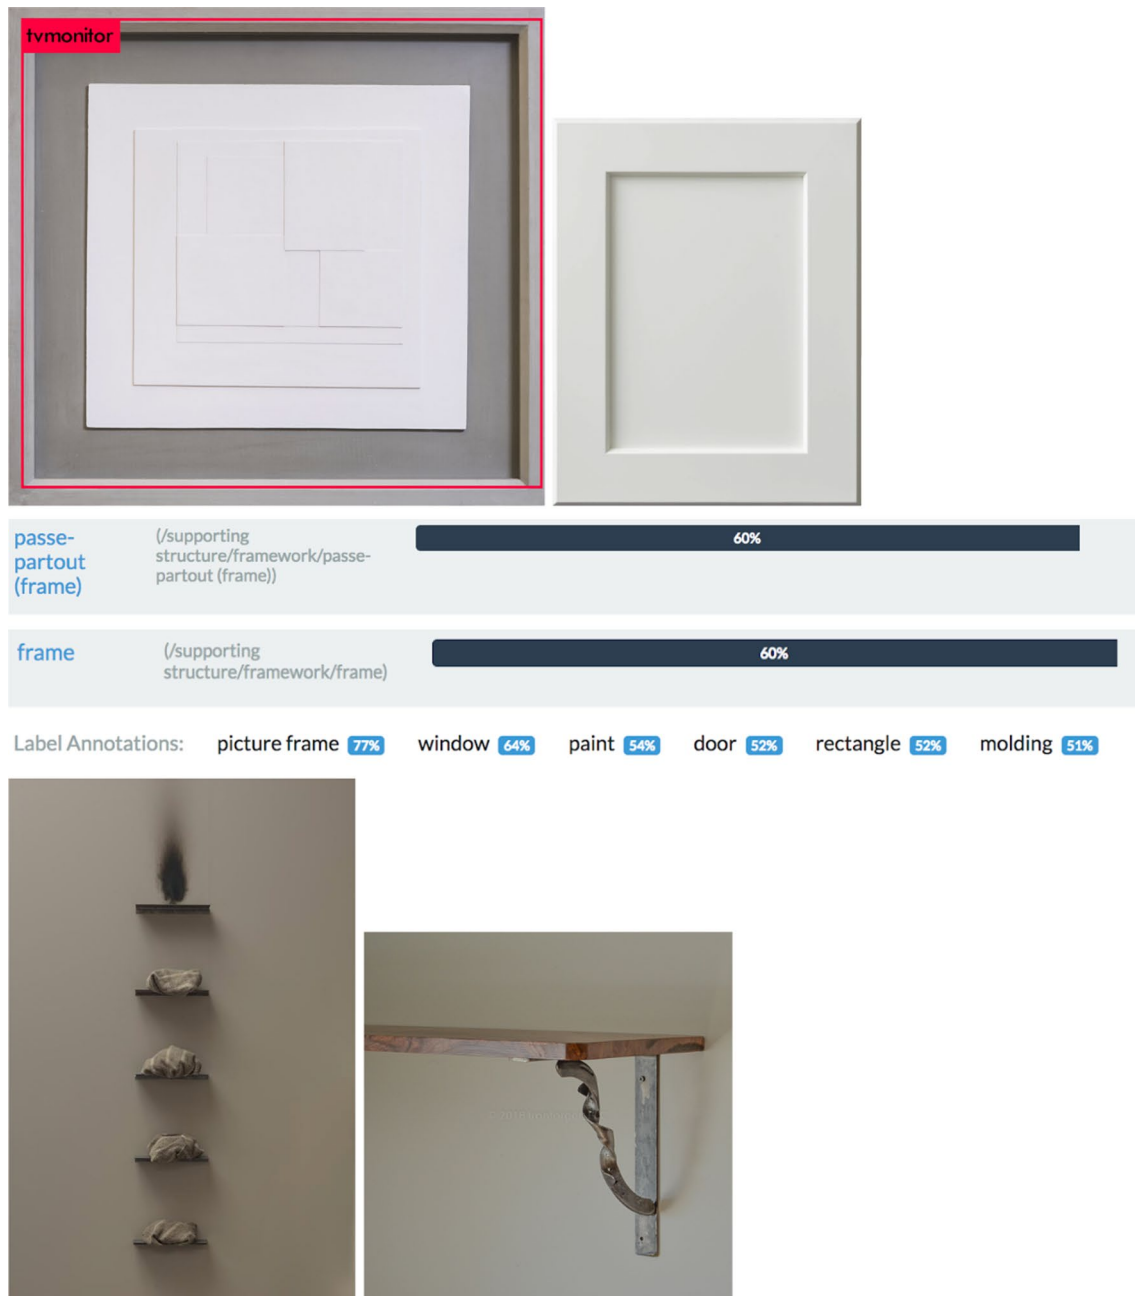 tvmonitor
passe-
partout
(frame)
(/supporting
structure/framework/passe-
partout (frame))
60%
frame
(/supporting
structure/framework/frame)
60%
Label Annotations: picture frame 77% window 64% paint 54% door 52% rectangle 52% molding 51%